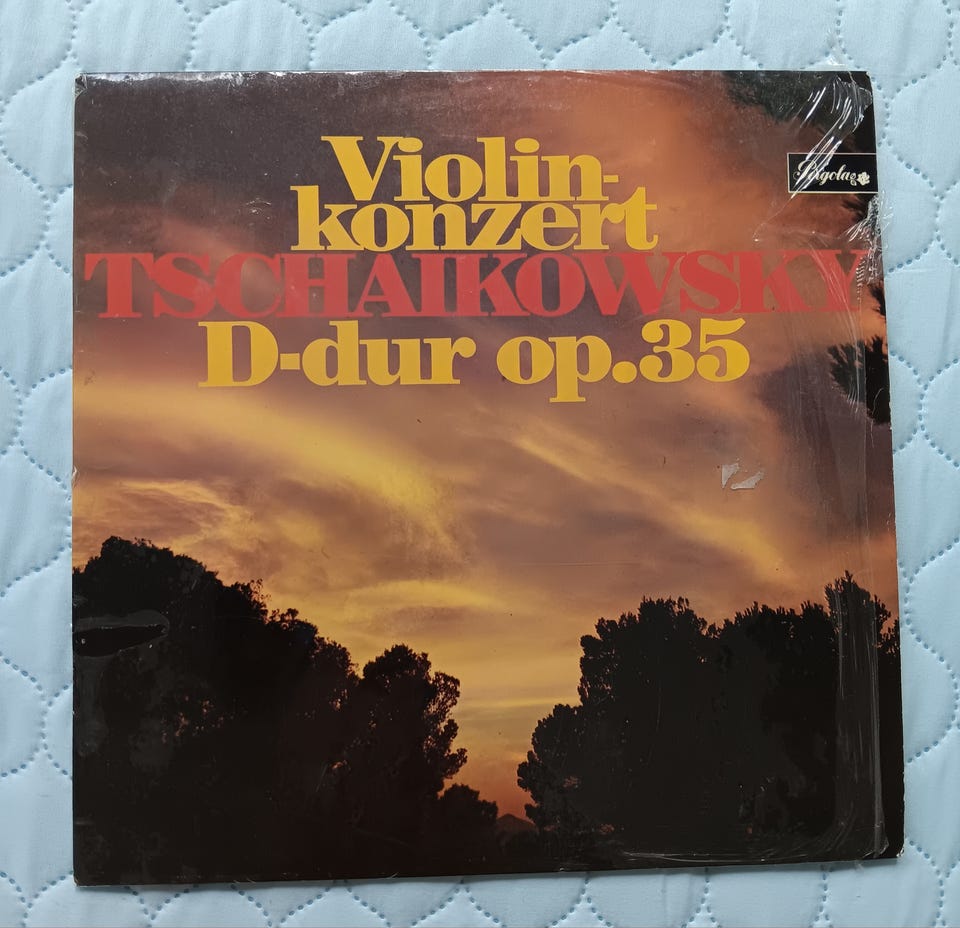 Violin-
konzert
Pergola
TSCHAIKOWSKY
D-dur op.35